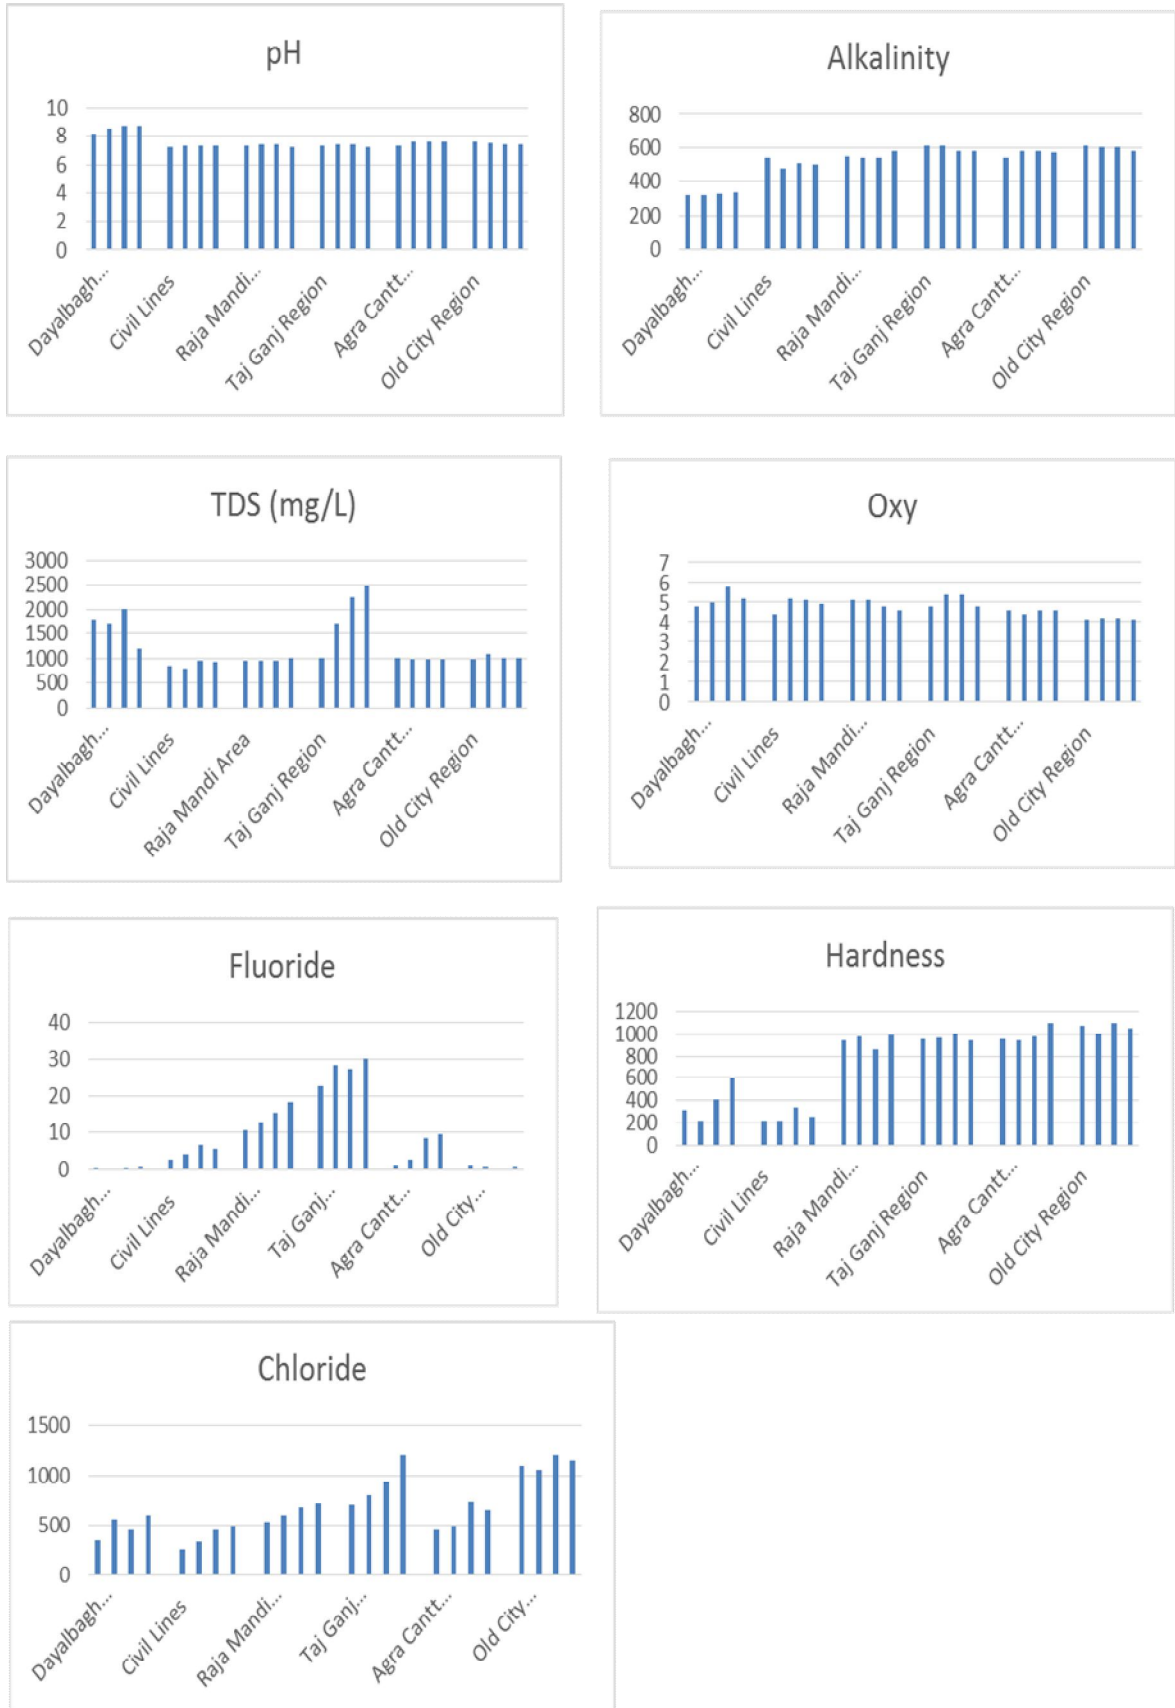 pH
10
8
6
4
2
0
Dayalbagh...
Civil Lines
Raja Mandi...
Taj Ganj Region
Agra Cantt...
Old City Region
Alkalinity
800
600
400
200
0
Dayalbagh...
Civil Lines
Raja Mandi...
Taj Ganj Region
Agra Cantt...
Old City Region
TDS (mg/L)
3000
2500
2000
1500
1000
500
0
Dayalbagh...
Civil Lines
Raja Mandi Area
Taj Ganj Region
Agra Cantt...
Old City Region
Oxy
7
6
5
4
3
2
1
0
Dayalbagh...
Civil Lines
Raja Mandi...
Taj Ganj Region
Agra Cantt...
Old City Region
Fluoride
40
30
20
10
0
Dayalbagh...
Civil Lines
Raja Mandi...
Taj Ganj...
Agra Cantt...
Old City...
Hardness
1200
1000
800
600
400
200
0
Dayalbagh...
Civil Lines
Raja Mandi...
Taj Ganj Region
Agra Cantt...
Old City Region
Chloride
1500
1000
500
0
Dayalbagh...
Civil Lines
Raja Mandi...
Taj Ganj...
Agra Cantt...
Old City...